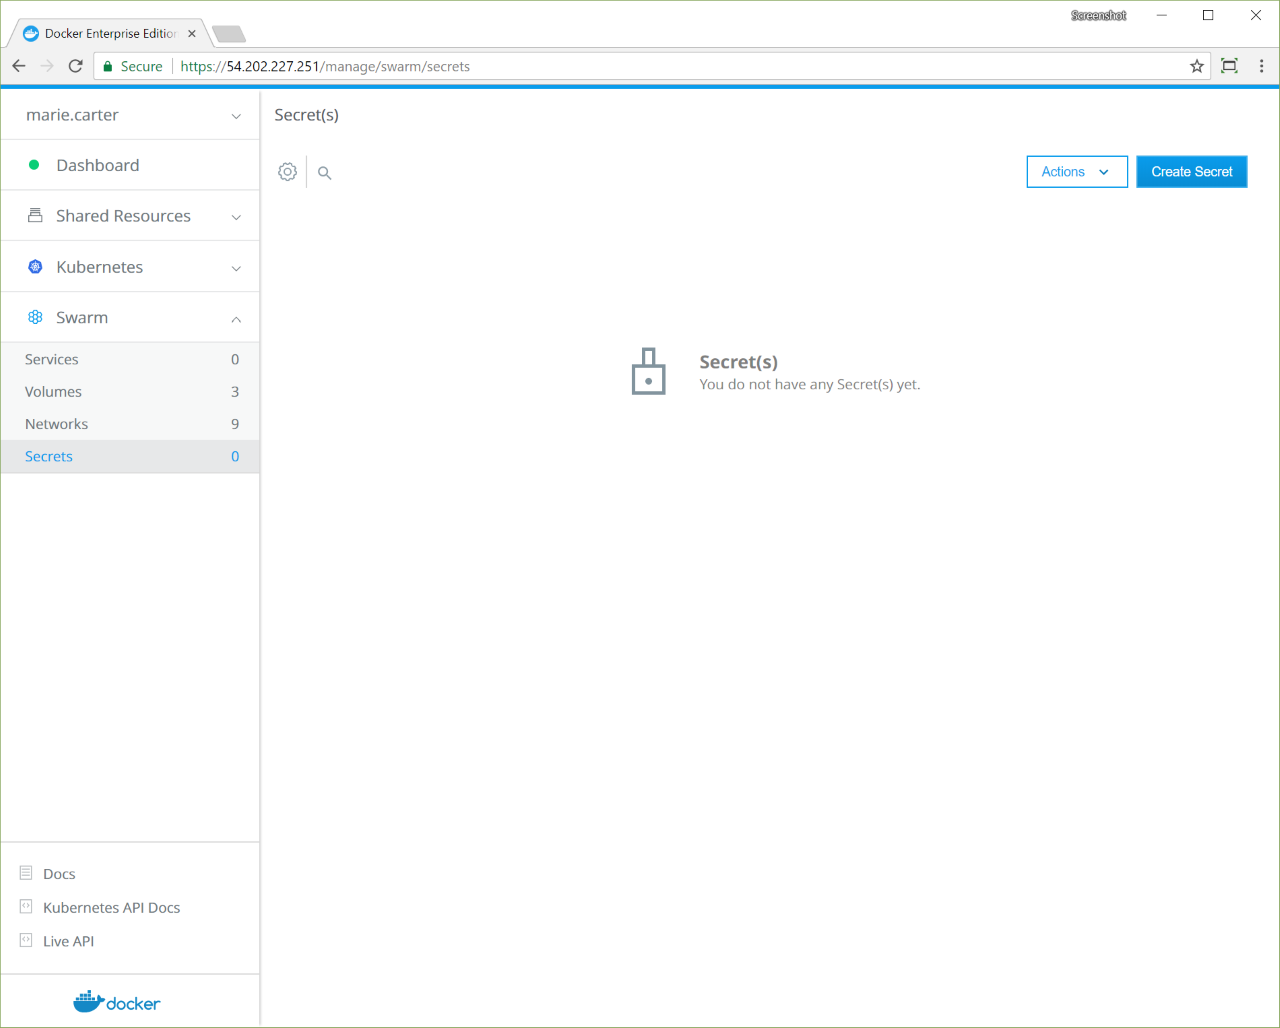 Screenshot
Docker Enterprise Edition
Secure https://54.202.227.251/manage/swarm/secrets
marie.carter
Secret(s)
Dashboard
Actions
Create Secret
Shared Resources
Kubernetes
Swarm
Services 0
Volumes 3
Networks 9
Secrets 0
Secret(s)
You do not have any Secret(s) yet.
Docs
Kubernetes API Docs
Live API
docker